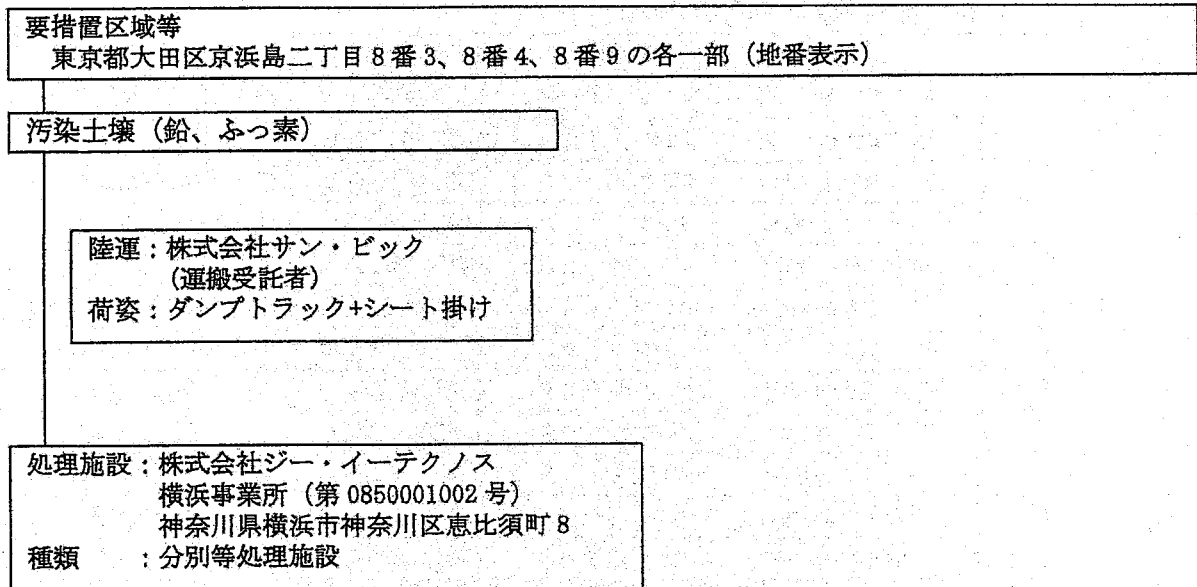 要措置区域等
東京都大田区京浜島二丁目8番3、8番4、8番9の各一部（地番表示）
汚染土壌（鉛、ふっ素）
陸運：株式会社サン・ビック
（運搬受託者）
荷姿：ダンプトラック+シート掛け
処理施設：株式会社ジー・イーテクノス
横浜事業所（第0850001002号）
神奈川県横浜市神奈川区恵比須町8
種類　：分別等処理施設